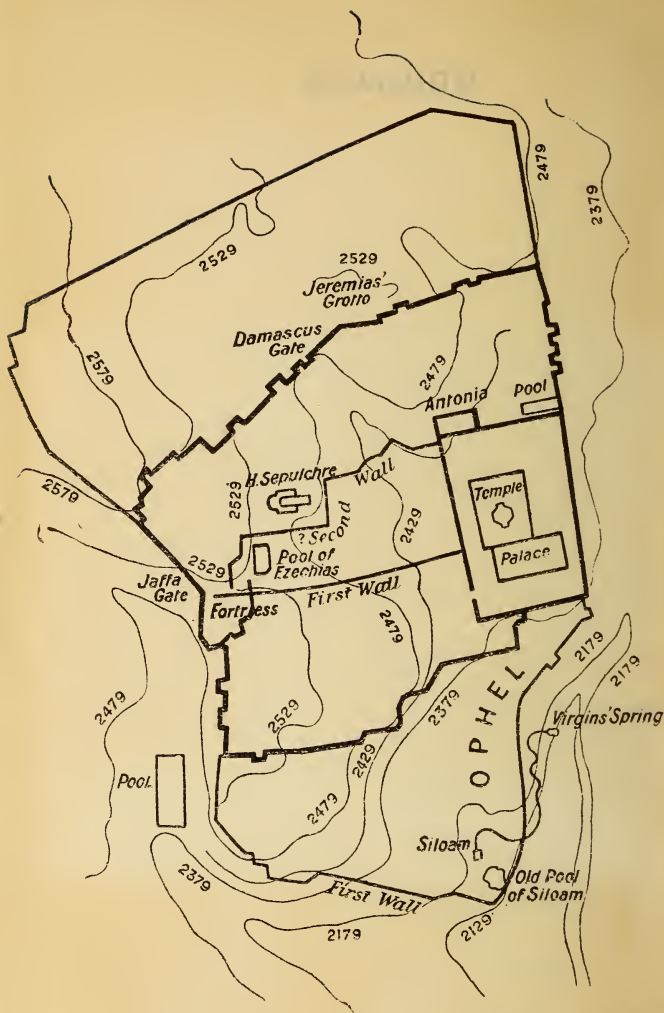 2479
2379
2529
2529
Jeremias'
Grotto
Damascus
Gate
2579
2479
Antonia
Pool
2579
H. Sepulchre
Wall
2529
Temple
? Second
2429
2529
Pool of
Ezechias
Palace
Jaffa
Gate
Fortress
First Wall
2479
2179
2179
2479
2529
2379
OPHEL
Virgins' Spring
2429
Pool
2479
Siloam
2379
Old Pool
of Siloam
First Wall
2179
2129